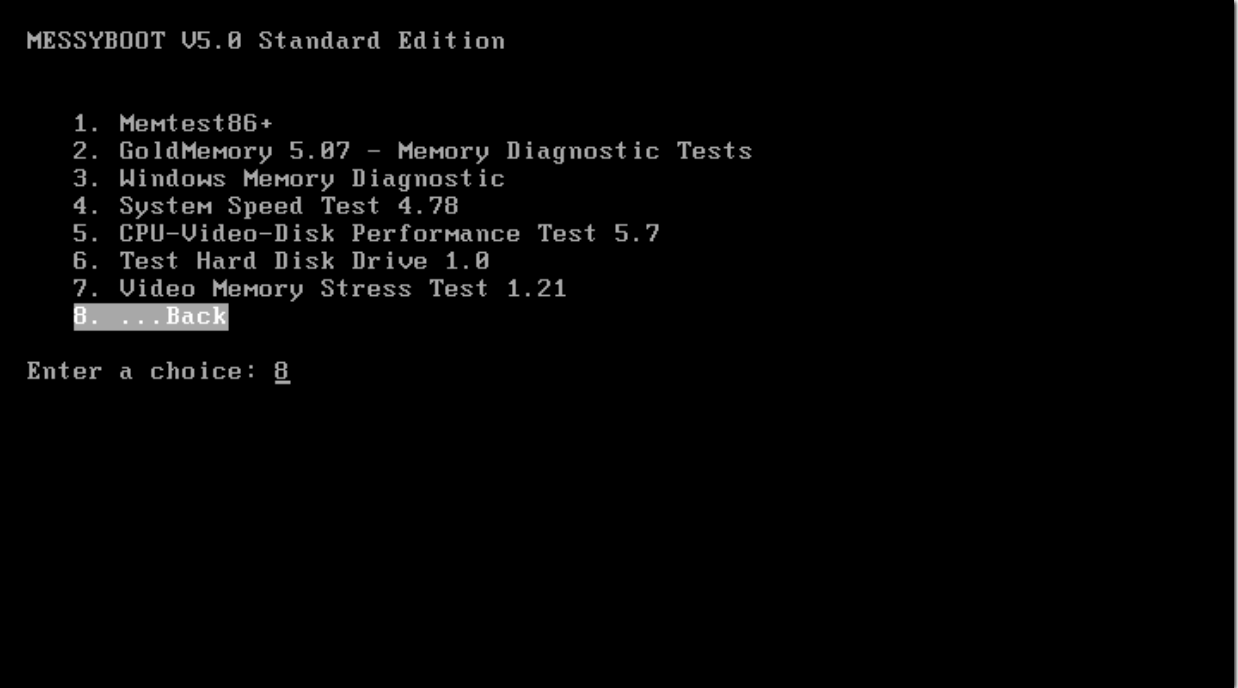 MESSYBOOT V5.0 Standard Edition
1. Memtest86+
2. GoldMemory 5.07 - Memory Diagnostic Tests
3. Windows Memory Diagnostic
4. System Speed Test 4.78
5. CPU-Video-Disk Performance Test 5.7
6. Test Hard Disk Drive 1.0
7. Video Memory Stress Test 1.21
8. ...Back
Enter a choice: 8